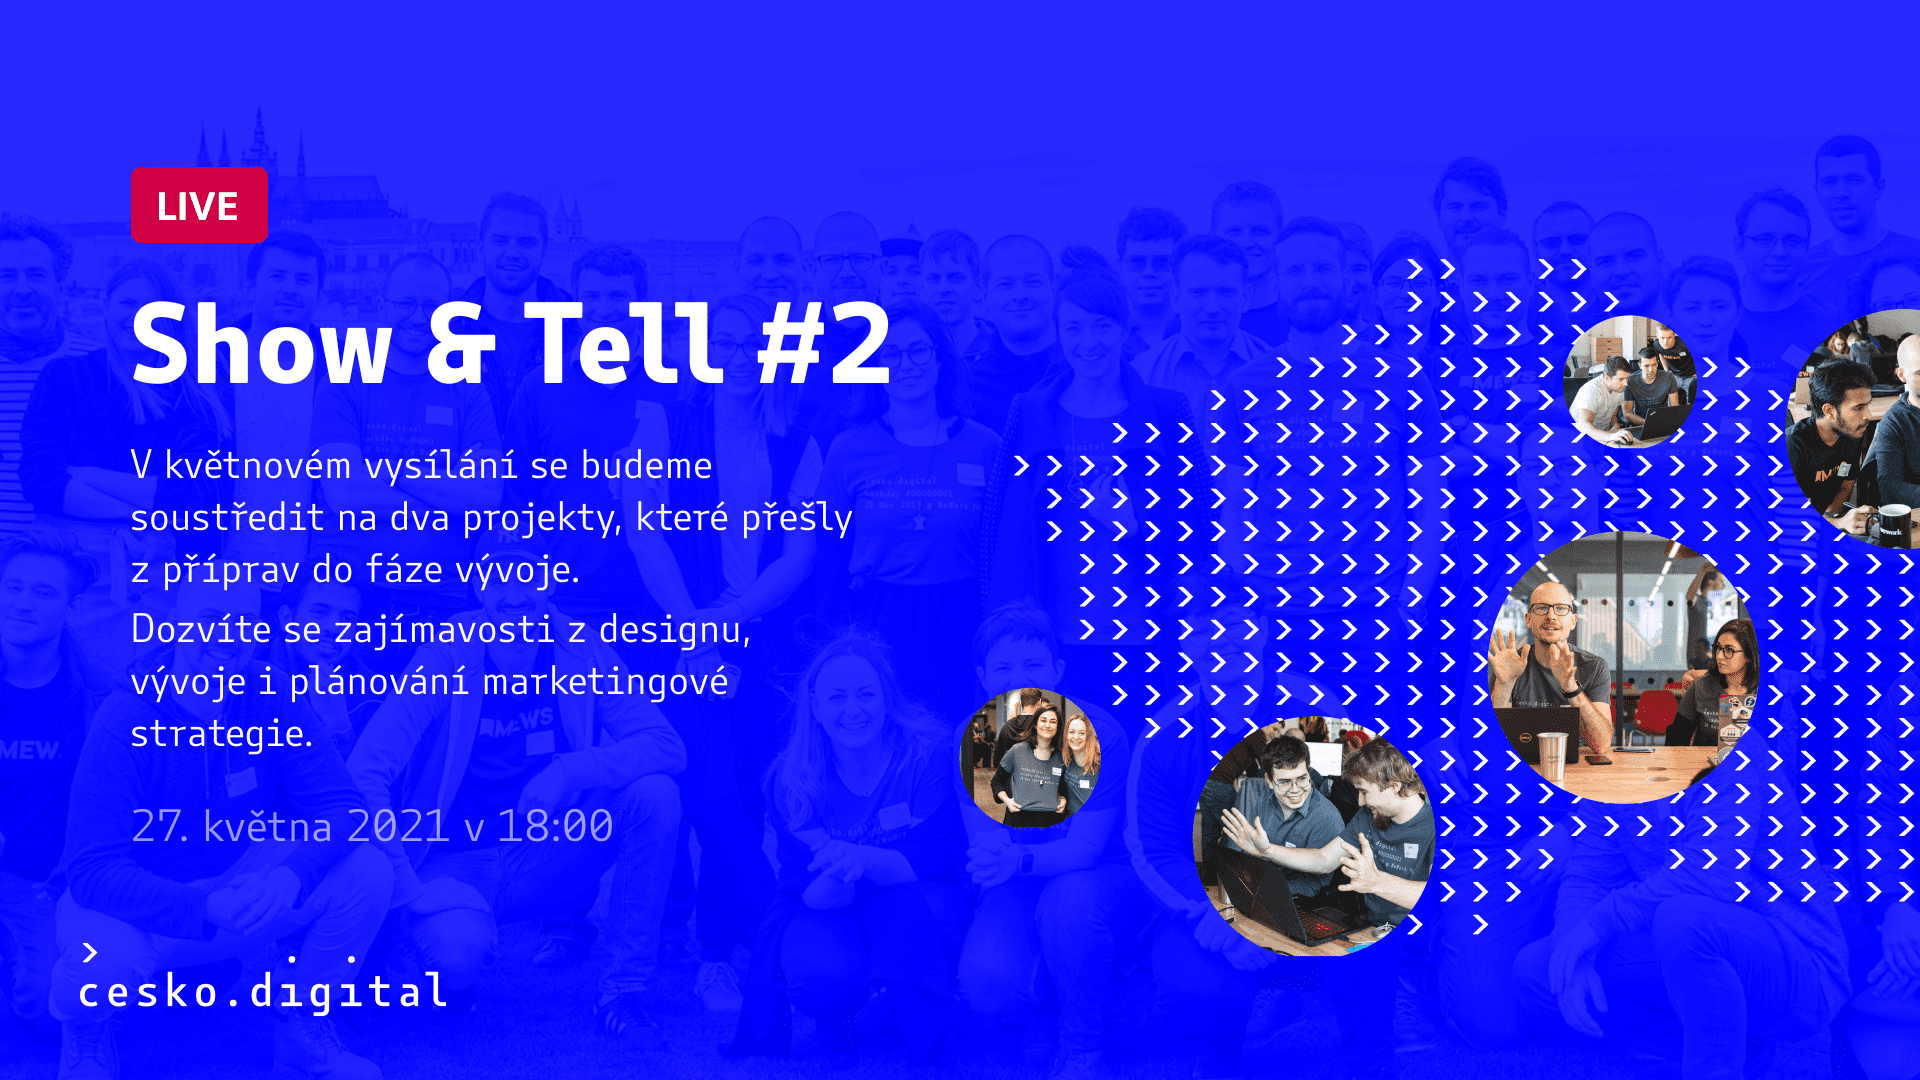 LIVE
Show & Tell #2
V květnovém vysílání se budeme
soustředit na dva projekty, které přešly
z příprav do fáze vývoje.
Dozvíte se zajímavosti z designu,
vývoje i plánování marketingové
strategie.
27. května 2021 v 18:00
cesko.digital